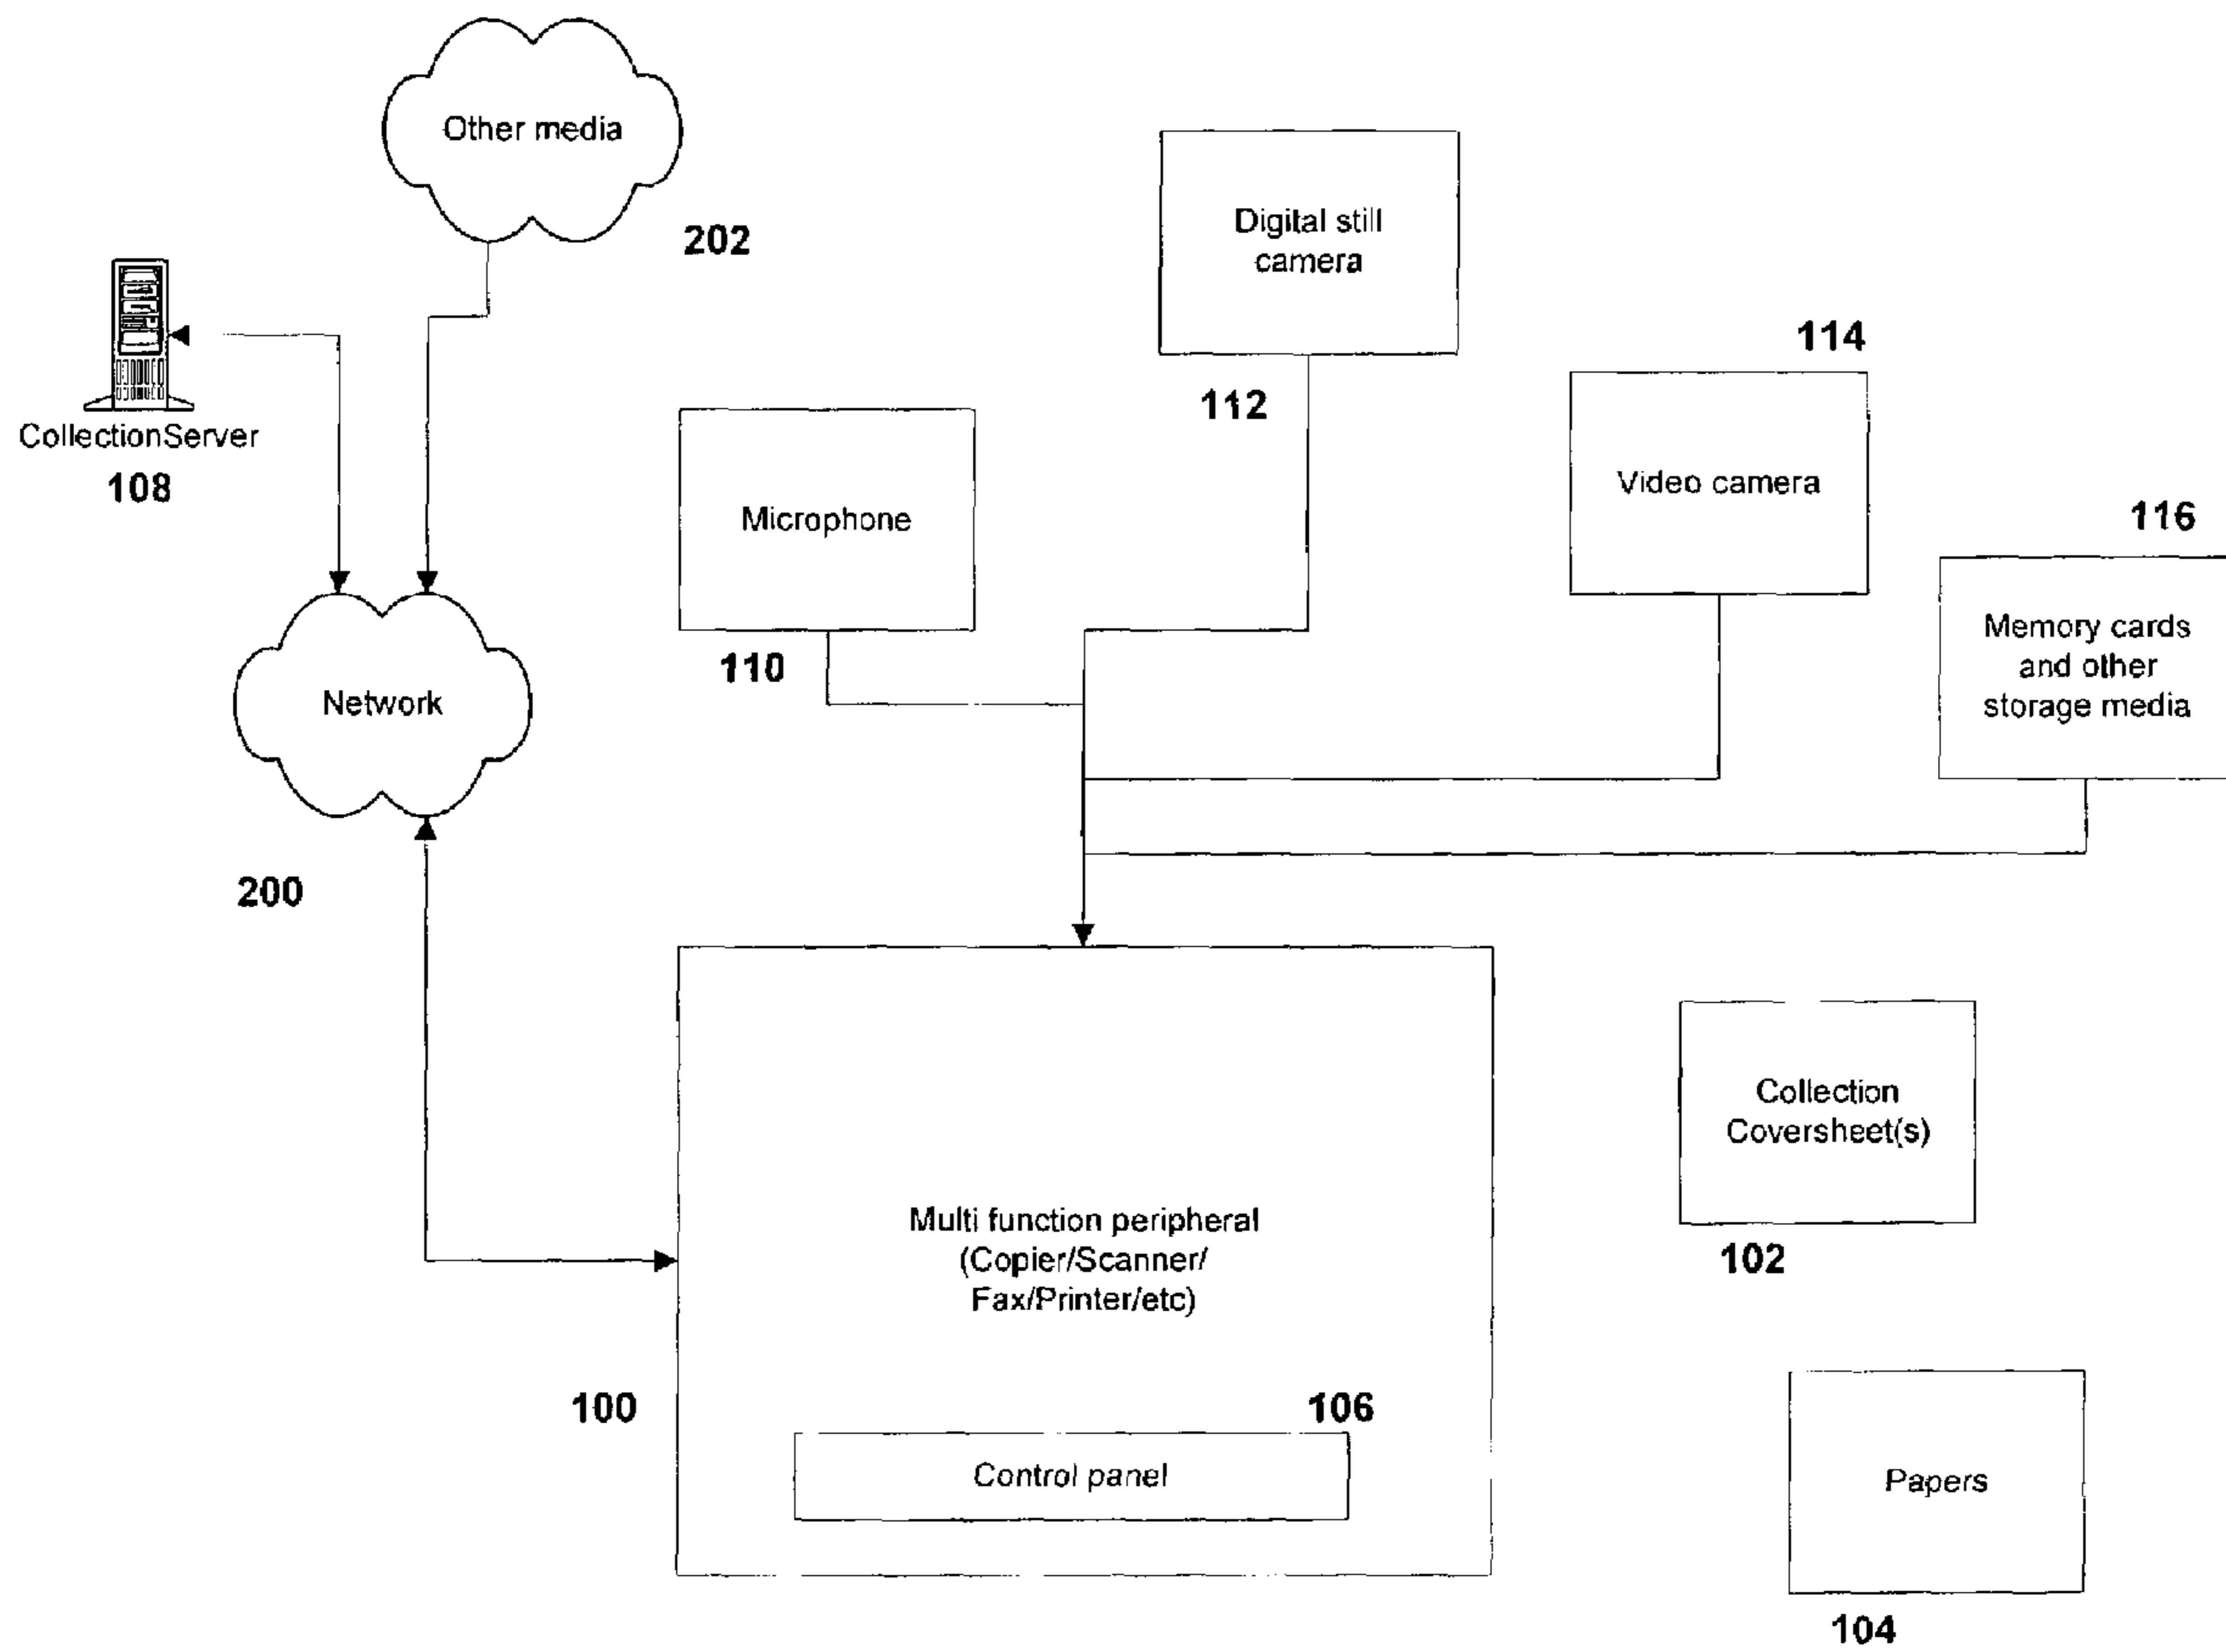 Other media
202
Digital still
camera
112
114
Video camera
CollectionServer
108
Microphone
110
116
Memory cards
and other
storage media
Network
200
Collection
Coversheet(s)
102
Multi function peripheral
(Copier/Scanner/
Fax/Printer/etc)
100
106
Control panel
Papers
104